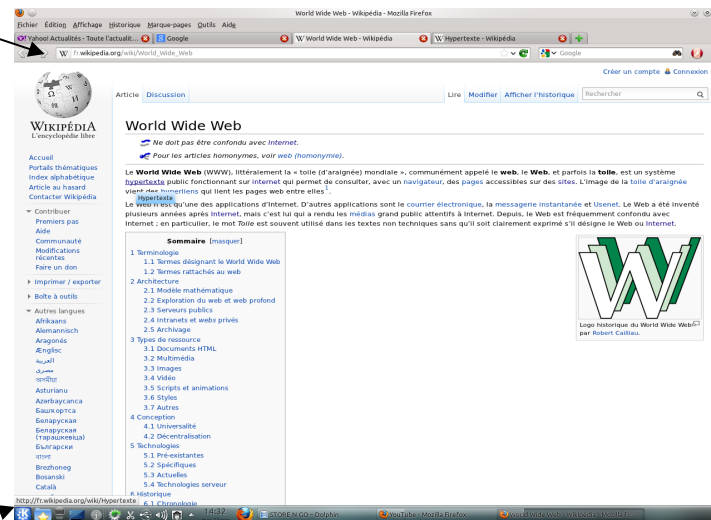 World Wide Web - Wikipédia - Mozilla Firefox
Fichier Édition Affichage Historique Marque-pages Outils Aide
Yahoo! Actualités - Toute l'actualit... Google World Wide Web - Wikipédia Hypertexte - Wikipédia
fr.wikipedia.org/wiki/World_Wide_Web Google
Créer un compte Connexion
Article Discussion Lire Modifier Afficher l'historique Rechercher
WIKIPÉDIA
L'encyclopédie libre
Accueil
Portails thématiques
Index alphabétique
Article au hasard
Contacter Wikipédia
Contribuer
Premiers pas
Aide
Communauté
Modifications
récentes
Faire un don
Imprimer / exporter
Boîte à outils
Autres langues
Afrikaans
Alemannisch
Aragonés
Ænglisc
العربية
مصرى
অসমীয়া
Asturianu
Azərbaycanca
Башҡортса
Беларуская
Беларуская
(тарашкевіца)
Български
বাংলা
Brezhoneg
Bosanski
Català
World Wide Web
Ne doit pas être confondu avec Internet.
Pour les articles homonymes, voir web (homonymie).
Le World Wide Web (WWW), littéralement la « toile (d'araignée) mondiale », communément appelé le web, le Web, et parfois la toile, est un système
hypertexte public fonctionnant sur internet qui permet de consulter, avec un navigateur, des pages accessibles sur des sites. L'image de la toile d'araignée
vient des hyperliens qui lient les pages web entre elles1.
Hypertexte
Le Web n'est qu'une des applications d'Internet. D'autres applications sont le courrier électronique, la messagerie instantanée et Usenet. Le Web a été inventé
plusieurs années après Internet, mais c'est lui qui a rendu les médias grand public attentifs à Internet. Depuis, le Web est fréquemment confondu avec
Internet ; en particulier, le mot Toile est souvent utilisé dans les textes non techniques sans qu'il soit clairement exprimé s'il désigne le Web ou Internet.
Sommaire [masquer]
1 Terminologie
1.1 Termes désignant le World Wide Web
1.2 Termes rattachés au web
2 Architecture
2.1 Modèle mathématique
2.2 Exploration du web et web profond
2.3 Serveurs publics
2.4 Intranets et webs privés
2.5 Archivage
3 Types de ressource
3.1 Documents HTML
3.2 Multimédia
3.3 Images
3.4 Vidéo
3.5 Scripts et animations
3.6 Styles
3.7 Autres
4 Conception
4.1 Universalité
4.2 Décentralisation
5 Technologies
5.1 Pré-existantes
5.2 Spécifiques
5.3 Actuelles
5.4 Technologies serveur
6 Historique
6.1 Chronologie
Logo historique du World Wide Web
par Robert Cailliau.
http://fr.wikipedia.org/wiki/Hypertexte
14:32 STORE N GO – Dolphin YouTube - Mozilla Firefox World Wide Web - Wikipédia - Mozilla Fi